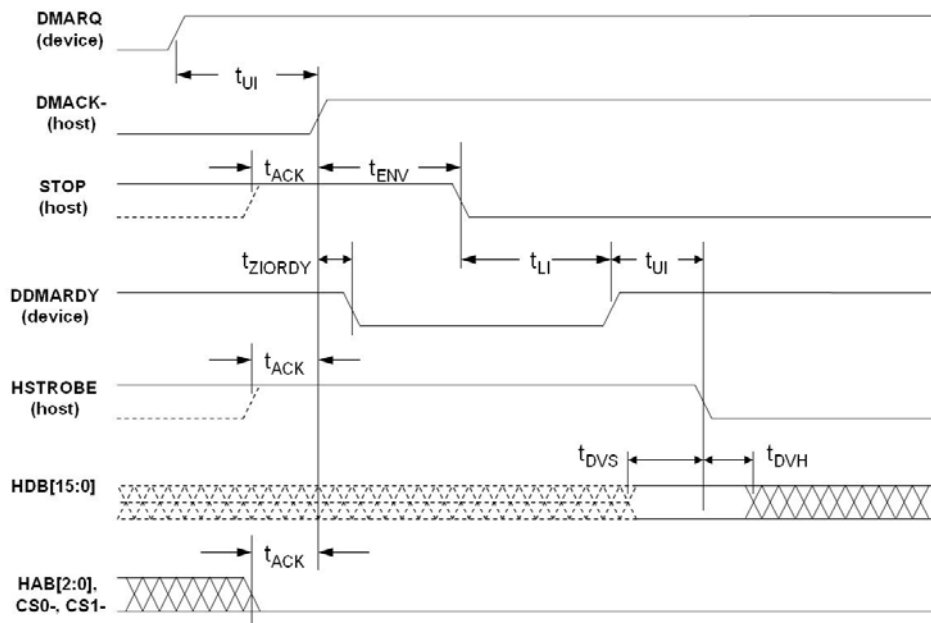 DMARQ
(device)
tUI
DMACK-
(host)
tACK
tENV
STOP
(host)
tZIORDY
tLI
tUI
DDMARDY
(device)
tACK
HSTROBE
(host)
tDVS
tDVH
HDB[15:0]
tACK
HAB[2:0],
CS0-, CS1-